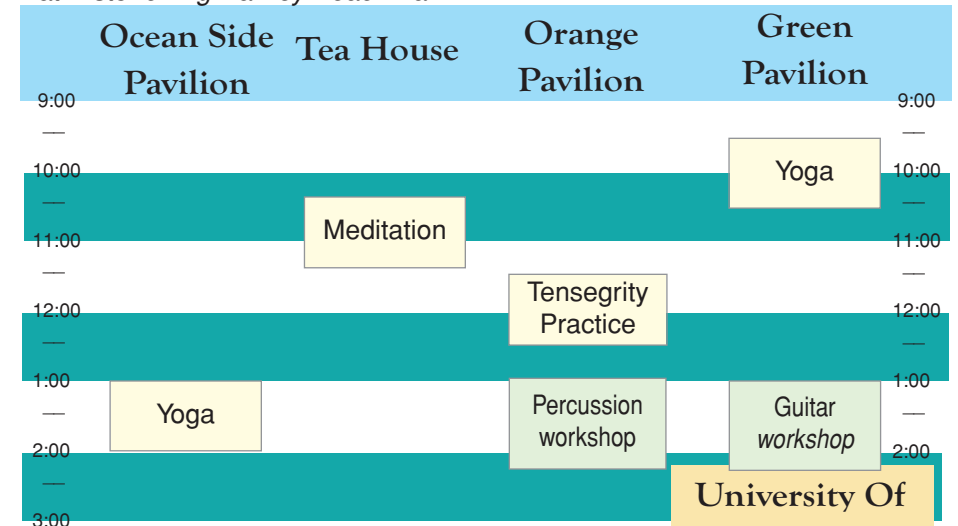 Ocean Side
Pavilion
Tea House
Orange
Pavilion
Green
Pavilion
9:00
9:00
Yoga
10:00
10:00
Meditation
11:00
11:00
Tensegrity
Practice
12:00
12:00
1:00
1:00
Yoga
Percussion
workshop
Guitar
workshop
2:00
2:00
University Of
3:00